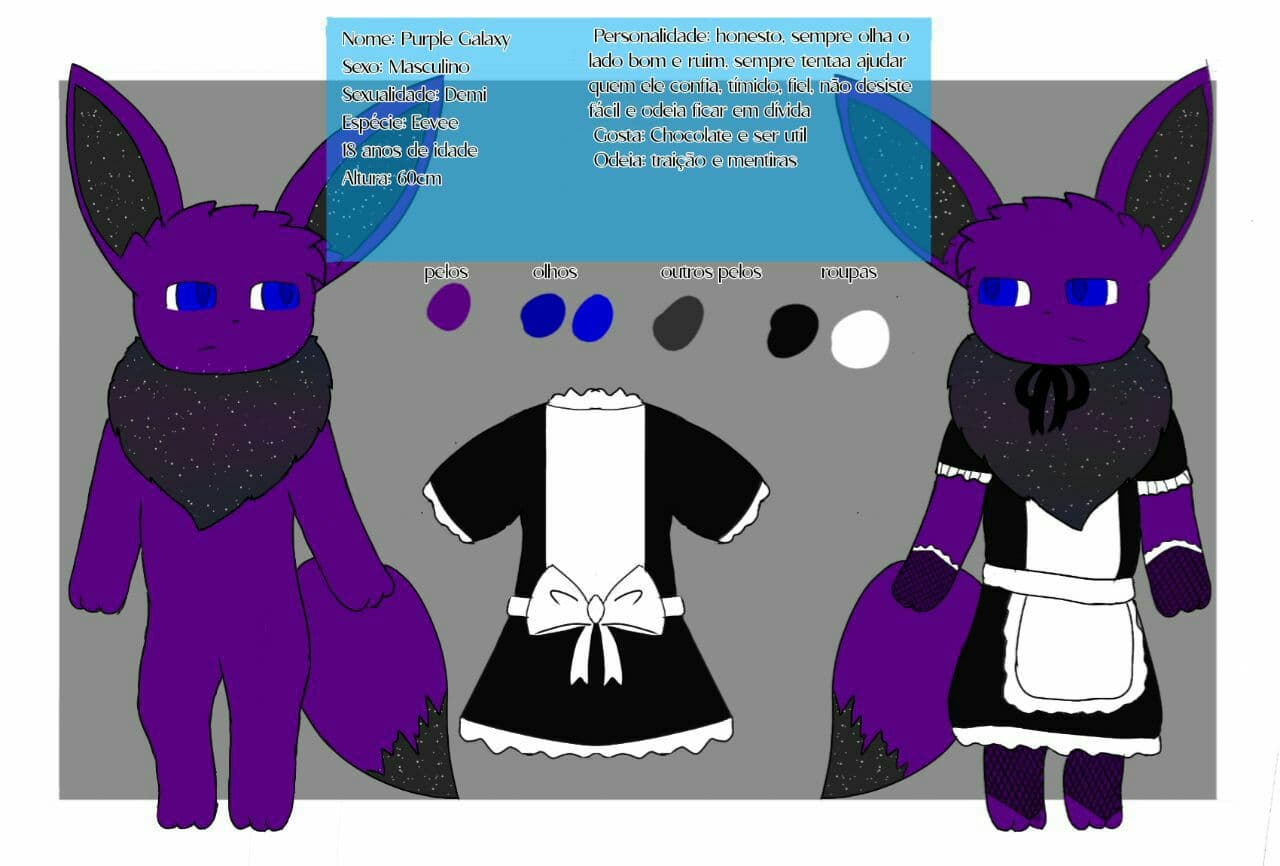 Nome: Purple Galaxy
Sexo: Masculino
Sexualidade: Demi
Espécie: Eevee
18 anos de idade
Altura: 60cm
Personalidade: honesto, sempre olha o
lado bom e ruim, sempre tentaa ajudar
quem ele confia, tímido, fiel, não desiste
fácil e odeia ficar em dívida
Gosta: Chocolate e ser util
Odeia: traição e mentiras
pelos olhos outros pelos roupas